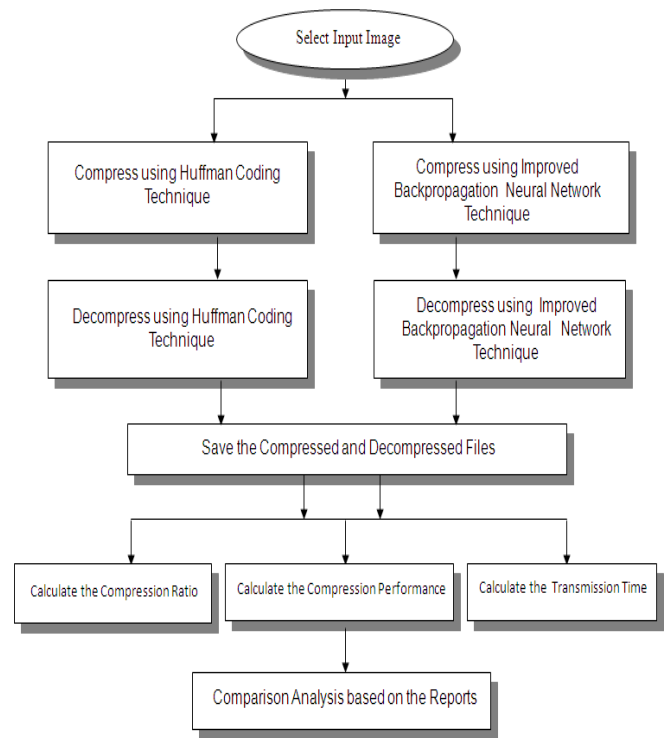 Select Input Image
Compress using Huffman Coding
Technique
Compress using Improved
Backpropagation Neural Network
Technique
Decompress using Huffman Coding
Technique
Decompress using Improved
Backpropagation Neural Network
Technique
Save the Compressed and Decompressed Files
Calculate the Compression Ratio
Calculate the Compression Performance
Calculate the Transmission Time
Comparison Analysis based on the Reports